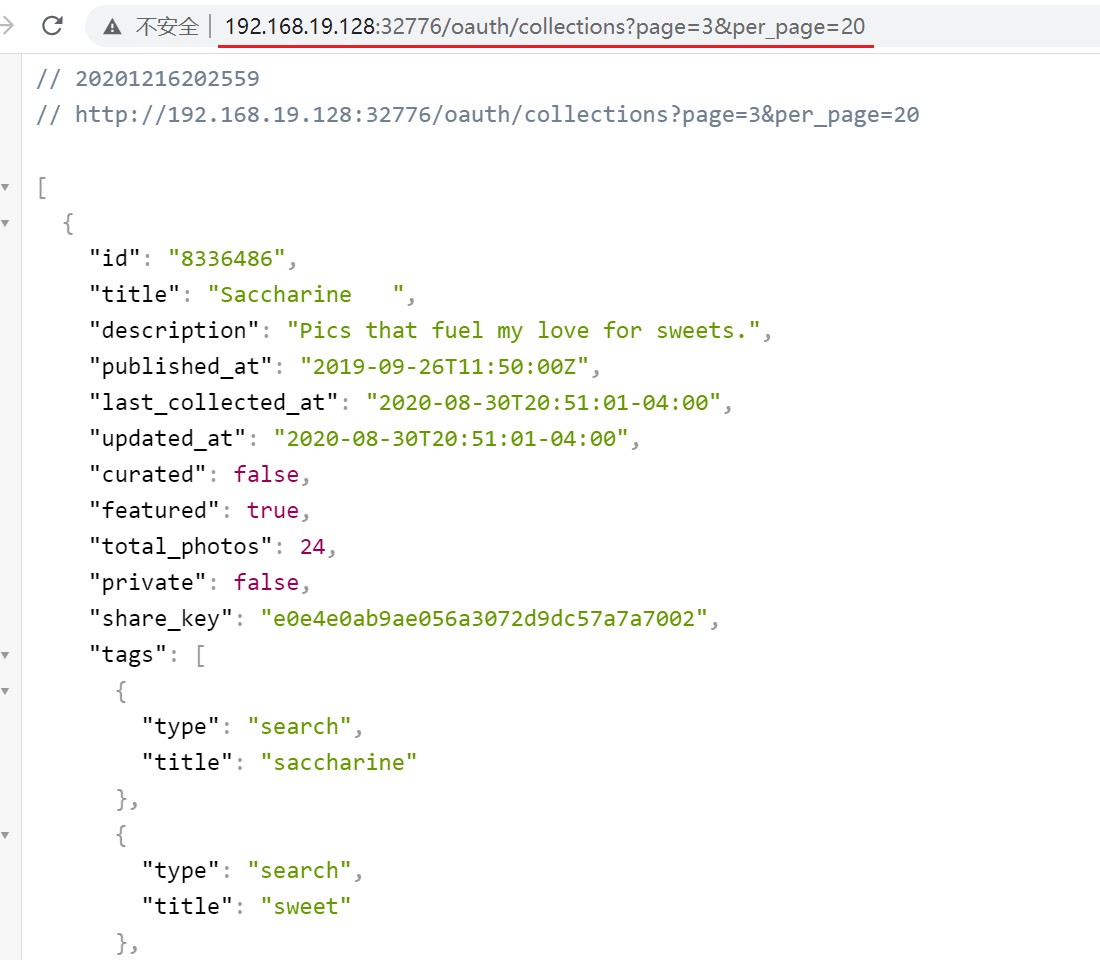 不安全 | 192.168.19.128:32776/oauth/collections?page=3&per_page=20
// 20201216202559
// http://192.168.19.128:32776/oauth/collections?page=3&per_page=20
[
{
"id": "8336486",
"title": "Saccharine   ",
"description": "Pics that fuel my love for sweets.",
"published_at": "2019-09-26T11:50:00Z",
"last_collected_at": "2020-08-30T20:51:01-04:00",
"updated_at": "2020-08-30T20:51:01-04:00",
"curated": false,
"featured": true,
"total_photos": 24,
"private": false,
"share_key": "e0e4e0ab9ae056a3072d9dc57a7a7002",
"tags": [
{
"type": "search",
"title": "saccharine"
},
{
"type": "search",
"title": "sweet"
},